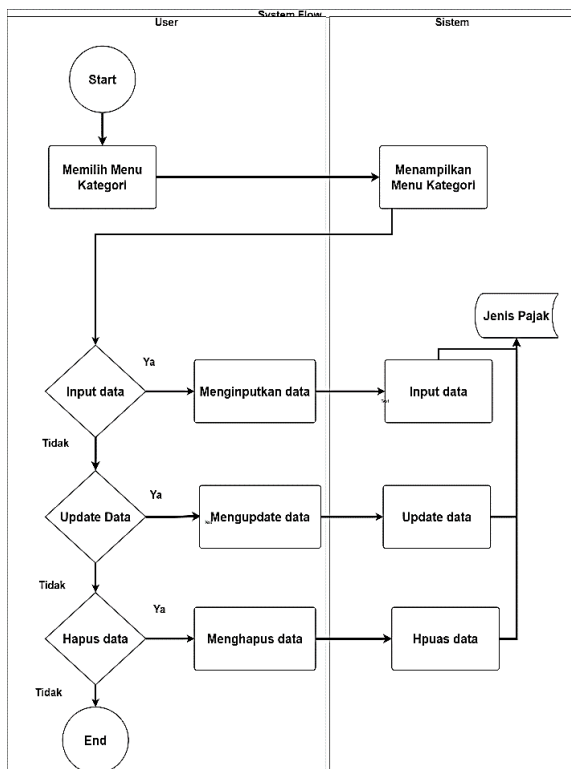 System Flow
User
Sistem
Start
Memilih Menu
Kategori
Menampilkan
Menu Kategori
Jenis Pajak
Ya
Input data
Menginputkan data
Input data
Tidak
Ya
Update Data
Mengupdate data
Update data
Tidak
Ya
Hapus data
Menghapus data
Hpuas data
Tidak
End